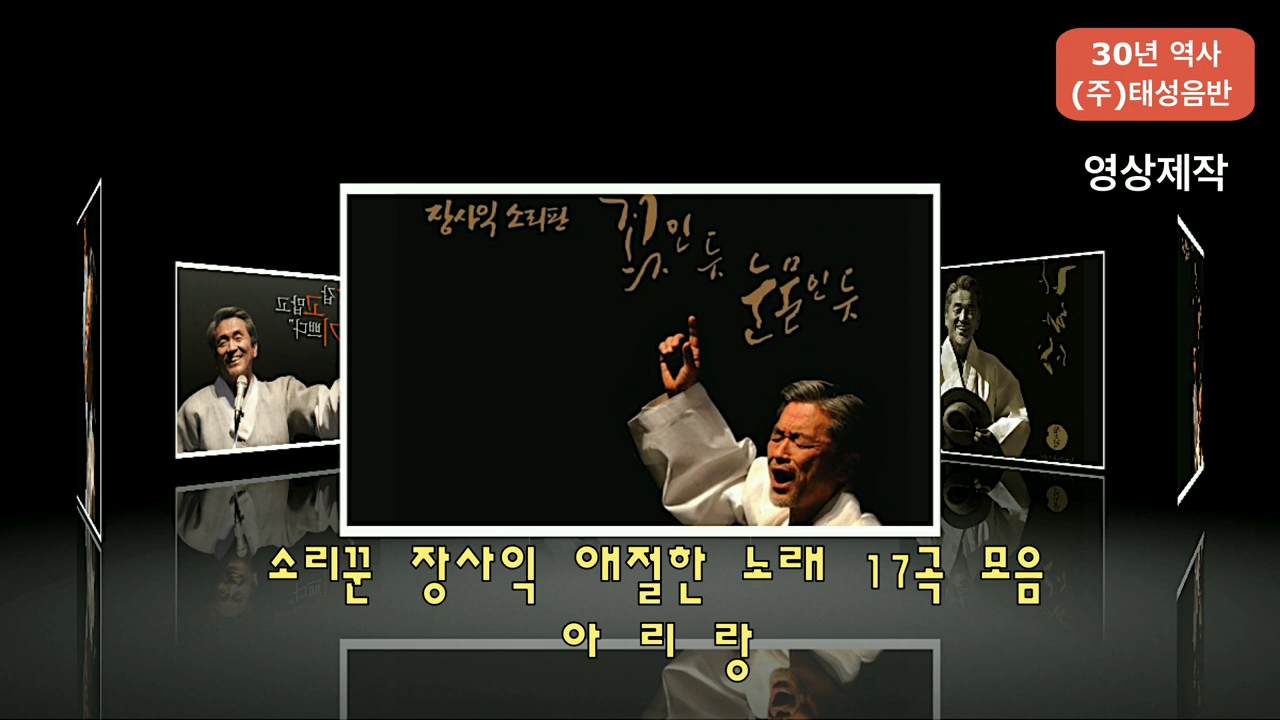 30년 역사
(주)태성음반
영상제작
장사익 소리판
꽃인 듯
눈물인 듯
소리꾼 장사익 애절한 노래 17곡 모음
아 리 랑